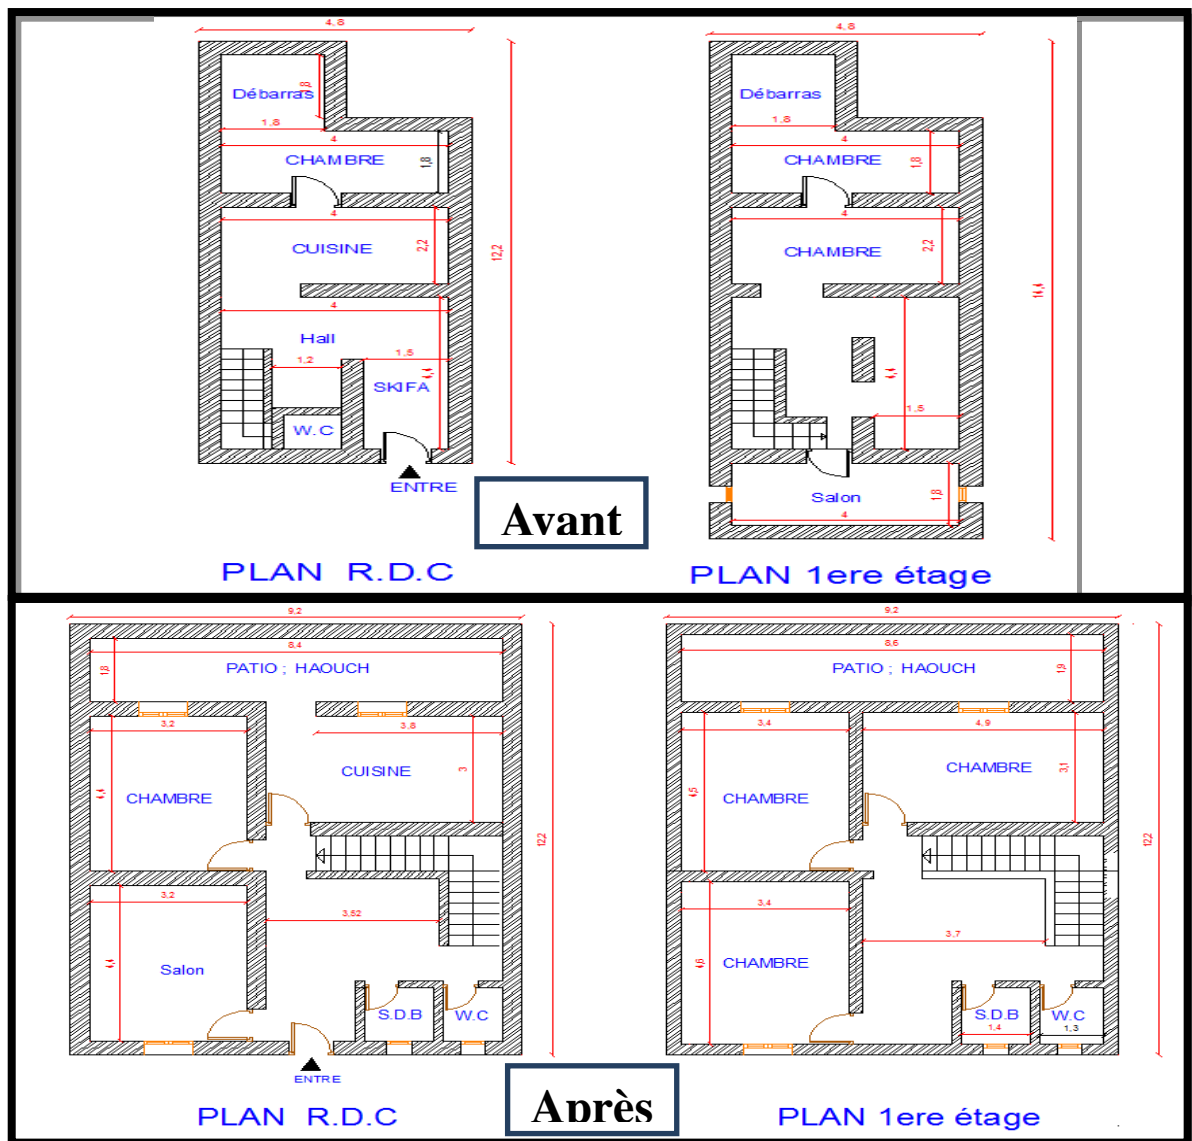 4,8
Débarras
1,8
1,8
4
CHAMBRE
1,8
4
CUISINE
2,2
12,2
4
Hall
1,2
1,5
4,4
SKIFA
W.C
ENTRE
PLAN R.D.C
4,8
Débarras
1,8
4
CHAMBRE
1,8
4
CHAMBRE
2,2
14,4
4,4
1,5
Salon
1,8
4
PLAN 1ere étage
Avant
9,2
8,4
PATIO ; HAOUCH
1,8
3,2
3,8
CUISINE
3
4,4
CHAMBRE
12,2
3,2
3,52
4,4
Salon
S.D.B
W.C
ENTRE
PLAN R.D.C
9,2
8,6
PATIO ; HAOUCH
1,9
3,4
4,9
CHAMBRE
3,1
4,5
CHAMBRE
12,2
3,4
3,7
4,6
CHAMBRE
S.D.B
1,4
W.C
1,3
PLAN 1ere étage
Après